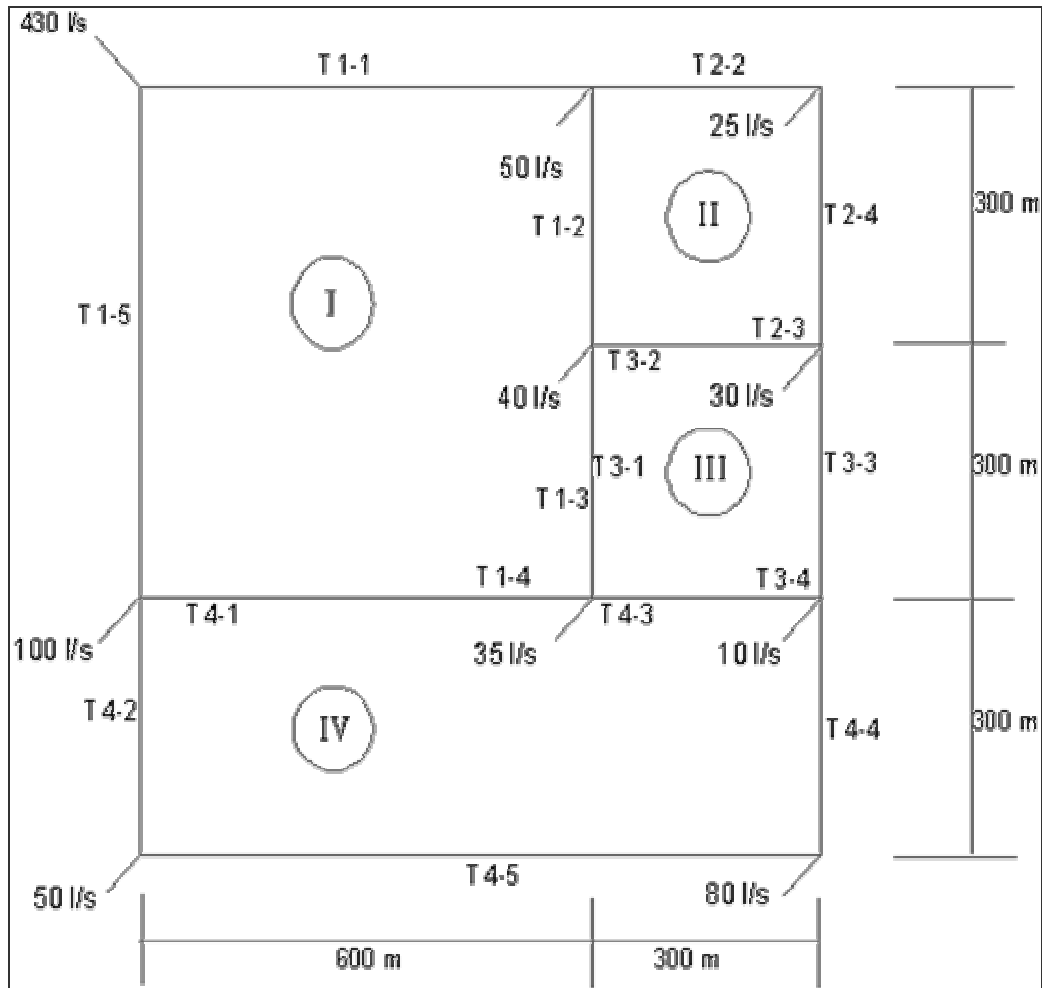 430 l/s
T 1-1
T 2-2
25 l/s
50 l/s
T 1-2
II
T 2-4
300 m
I
T 1-5
T 2-3
T 3-2
40 l/s
30 l/s
T 3-1
III
T 3-3
300 m
T 1-3
T 1-4
T 3-4
T 4-1
T 4-3
100 l/s
35 l/s
10 l/s
T 4-2
IV
T 4-4
300 m
T 4-5
50 l/s
80 l/s
600 m
300 m